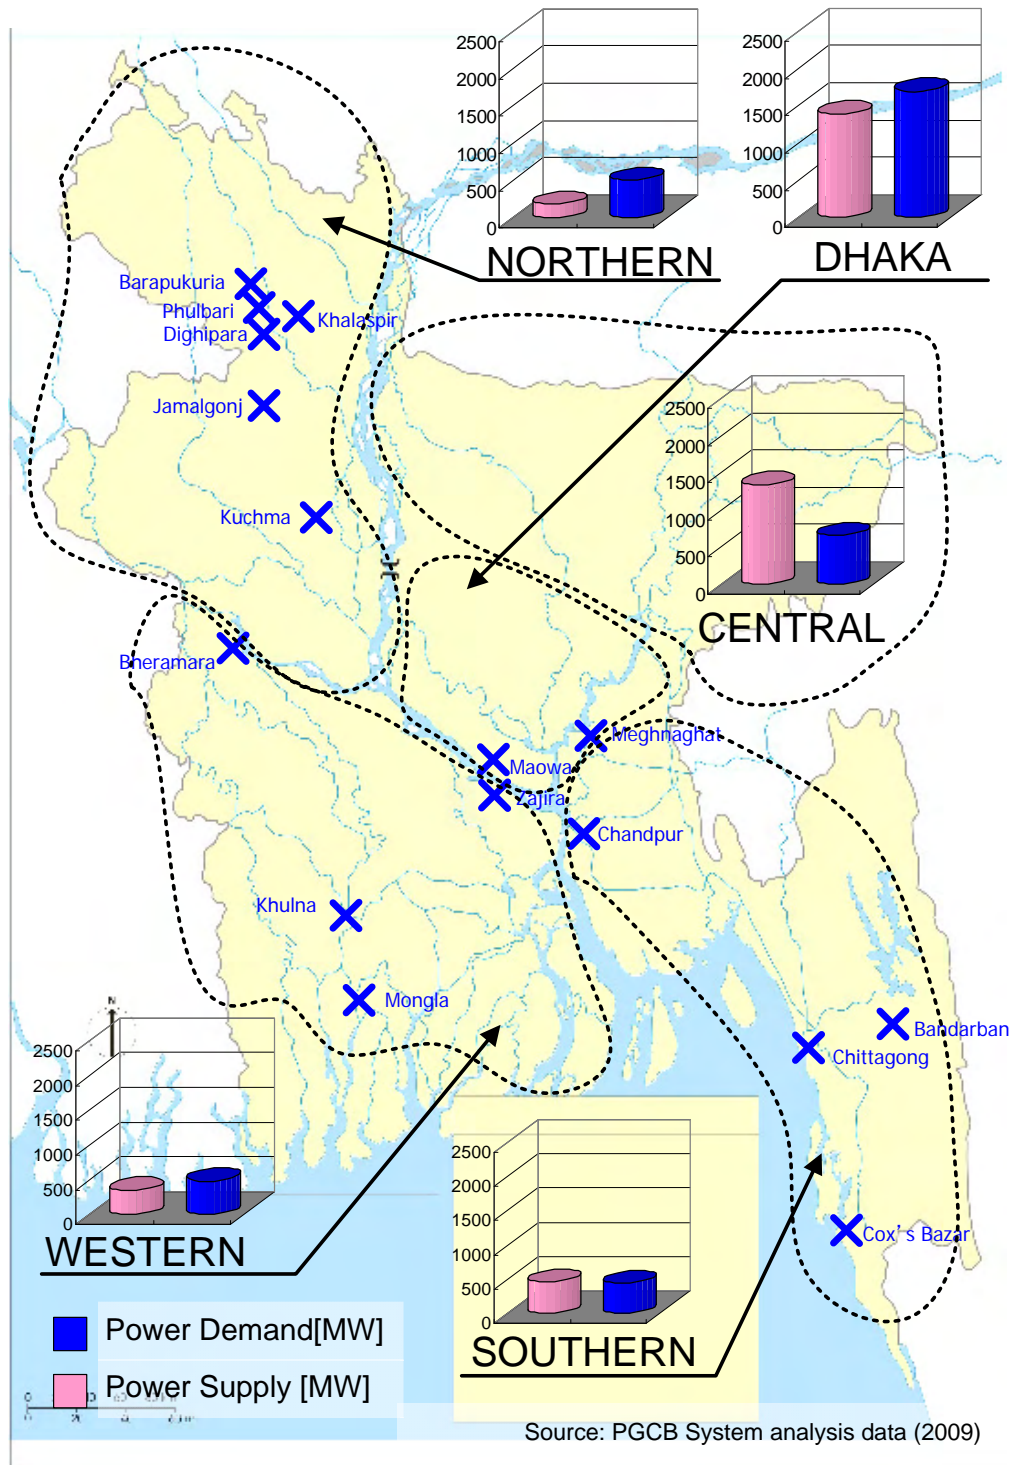 2500
2000
1500
1000
500
0
NORTHERN
2500
2000
1500
1000
500
0
DHAKA
Barapukuria
Phulbari
Khalaspir
Dighipara
Jamalgonj
Kuchma
2500
2000
1500
1000
500
0
CENTRAL
Bheramara
Meghnaghat
Maowa
Zajira
Chandpur
Khulna
Mongla
Bandarban
Chittagong
Cox's Bazar
N
2500
2000
1500
1000
500
0
WESTERN
2500
2000
1500
1000
500
0
SOUTHERN
Power Demand[MW]
Power Supply [MW]
Source: PGCB System analysis data (2009)